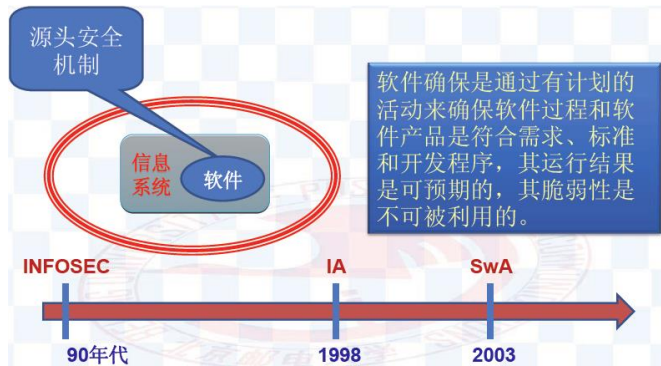 源头安全
机制
信息
系统
软件
软件确保是通过有计划的
活动来确保软件过程和软
件产品是符合需求、标准
和开发程序，其运行结果
是可预期的，其脆弱性是
不可被利用的。
INFOSEC
IA
SwA
90年代
1998
2003